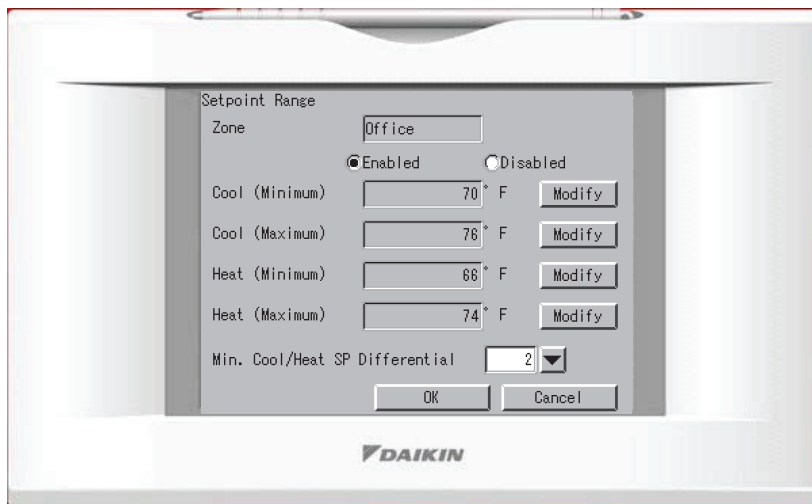 Setpoint Range
Zone Office
Enabled Disabled
Cool (Minimum) 70° F Modify
Cool (Maximum) 76° F Modify
Heat (Minimum) 66° F Modify
Heat (Maximum) 74° F Modify
Min. Cool/Heat SP Differential 2
OK Cancel
DAIKIN